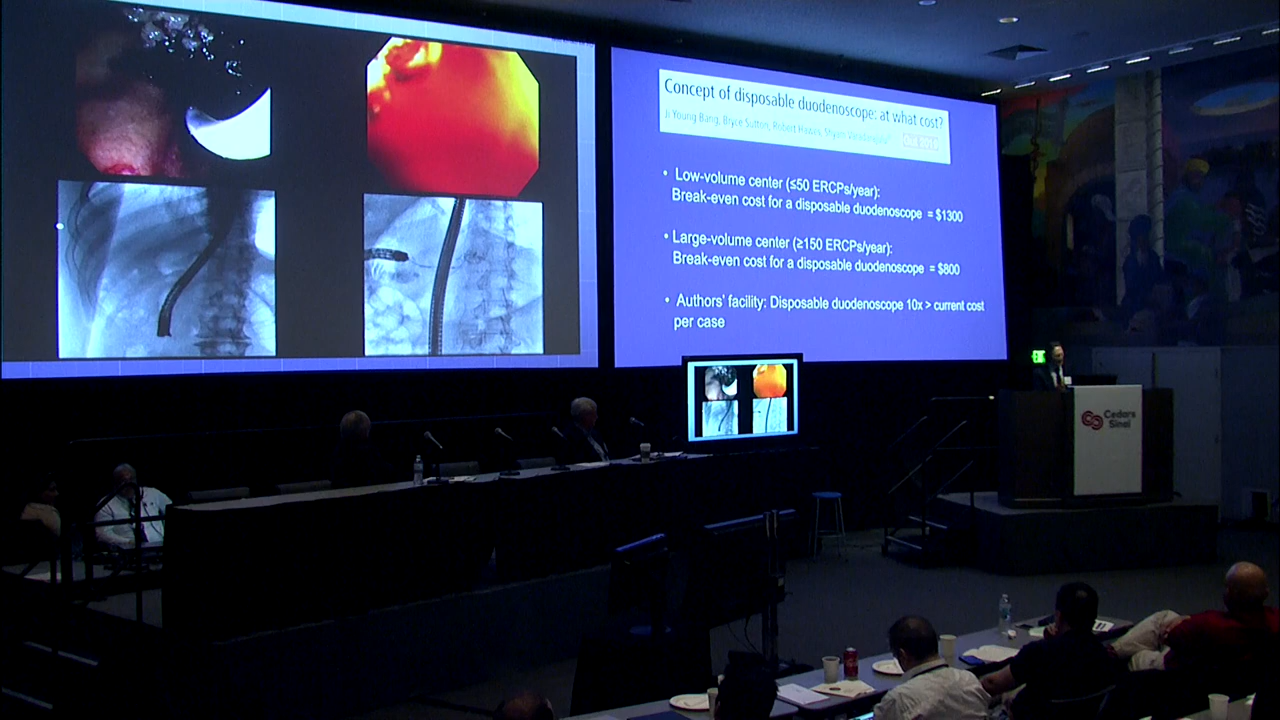 Concept of disposable duodenoscope: at what cost?
Ji Young Bang, Bryce Sutton, Robert Hawes, Shyam Varadarajulu
• Low-volume center (≤50 ERCPs/year):
Break-even cost for a disposable duodenoscope = $1300
• Large-volume center (≥150 ERCPs/year):
Break-even cost for a disposable duodenoscope = $800
• Authors' facility: Disposable duodenoscope 10x > current cost
per case
Cedars
Sinai